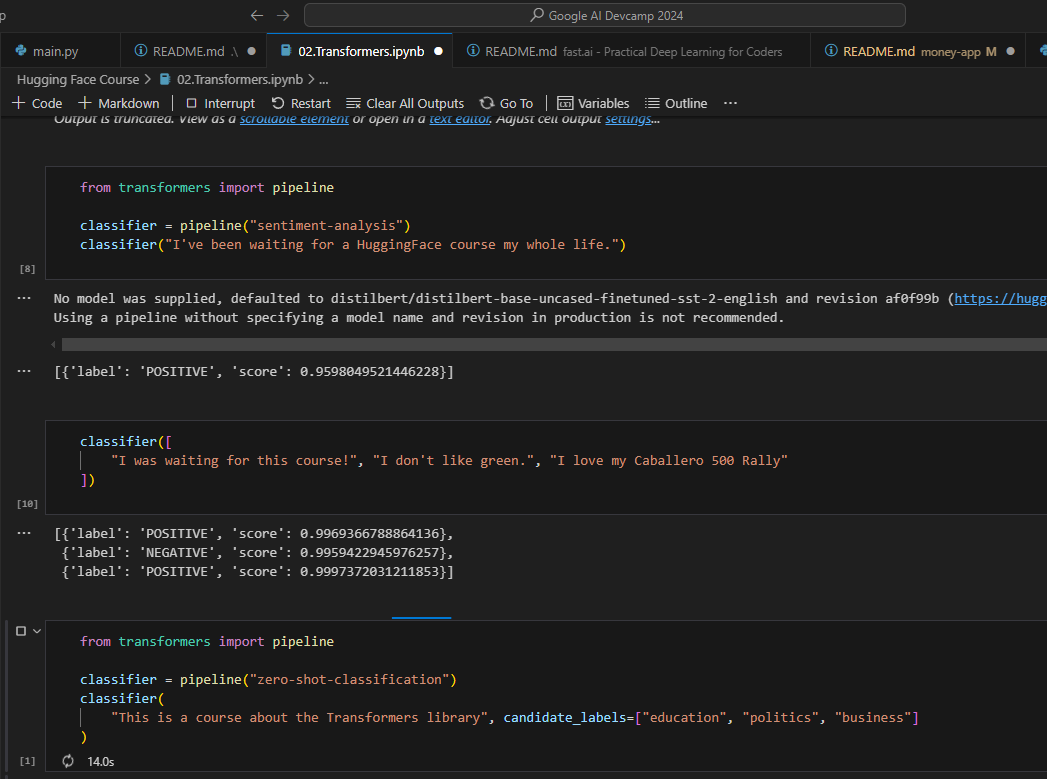 p
Google AI Devcamp 2024
main.py README.md .\ 02.Transformers.ipynb README.md fast.ai - Practical Deep Learning for Coders README.md money-app M
Hugging Face Course > 02.Transformers.ipynb > ...
+ Code + Markdown | Interrupt Restart Clear All Outputs Go To | Variables Outline ...
Output is truncated. View as a scrollable element or open in a text editor. Adjust cell output settings...
from transformers import pipeline
classifier = pipeline("sentiment-analysis")
classifier("I've been waiting for a HuggingFace course my whole life.")
[8]
... No model was supplied, defaulted to distilbert/distilbert-base-uncased-finetuned-sst-2-english and revision af0f99b (https://hugg
Using a pipeline without specifying a model name and revision in production is not recommended.
... [{'label': 'POSITIVE', 'score': 0.9598049521446228}]
classifier([
"I was waiting for this course!", "I don't like green.", "I love my Caballero 500 Rally"
])
[10]
... [{'label': 'POSITIVE', 'score': 0.9969366788864136},
{'label': 'NEGATIVE', 'score': 0.9959422945976257},
{'label': 'POSITIVE', 'score': 0.9997372031211853}]
from transformers import pipeline
classifier = pipeline("zero-shot-classification")
classifier(
"This is a course about the Transformers library", candidate_labels=["education", "politics", "business"]
)
[1] 14.0s